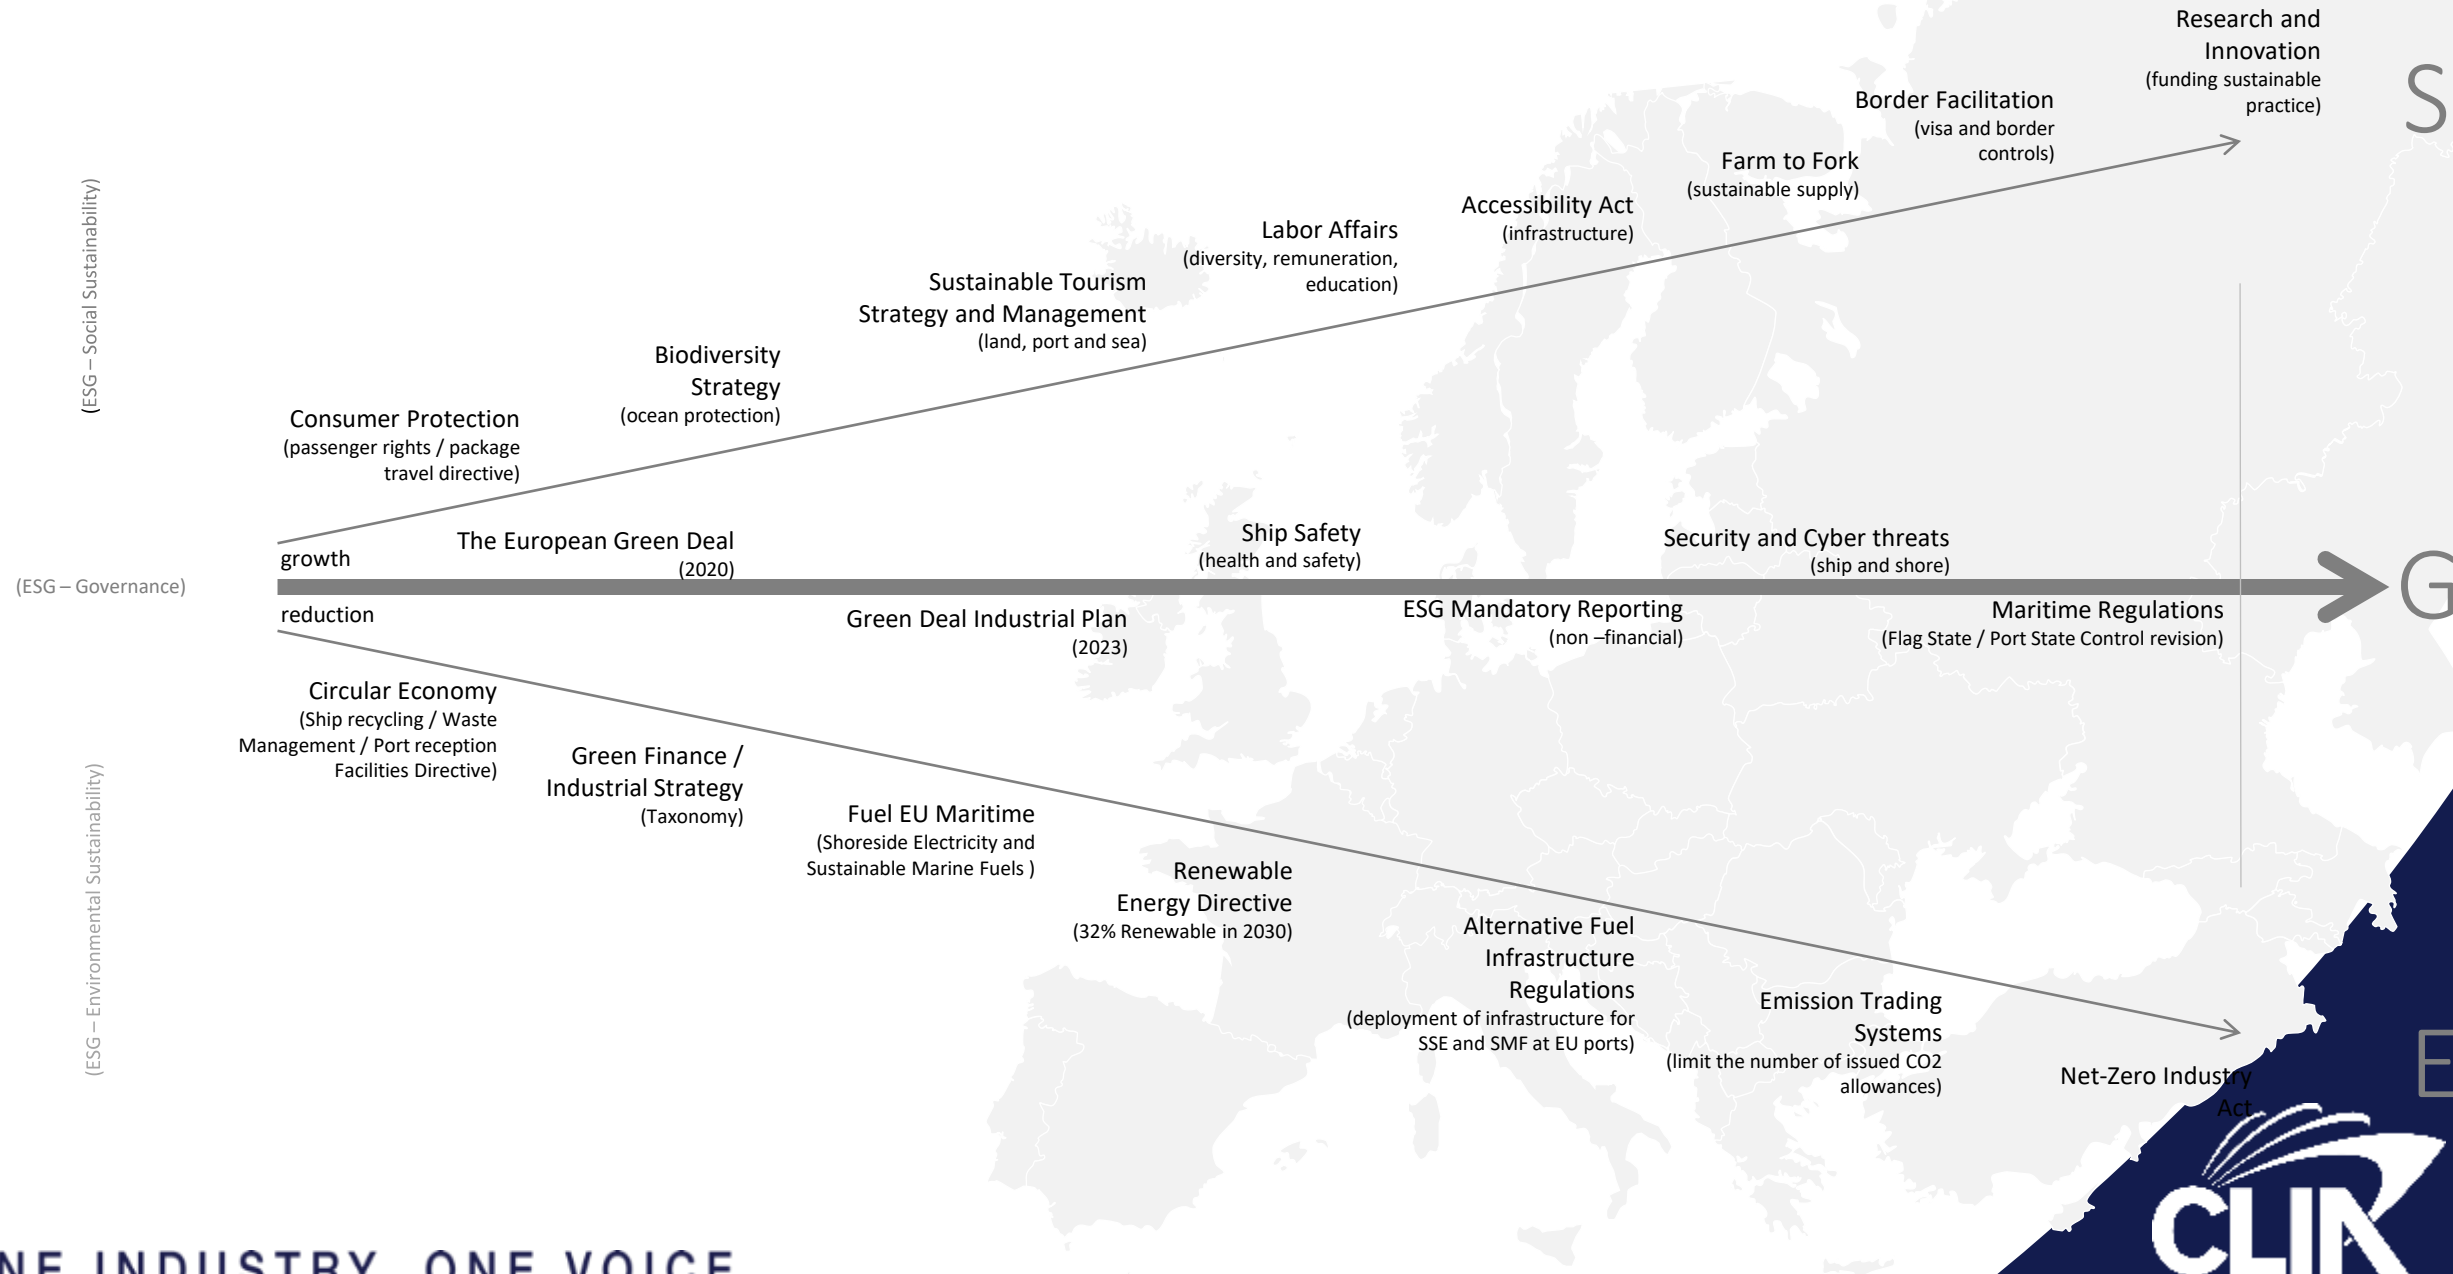 Research and
Innovation
(funding sustainable
practice)
S
Border Facilitation
(visa and border
controls)
Farm to Fork
(sustainable supply)
Accessibility Act
(infrastructure)
Labor Affairs
(diversity, remuneration,
education)
Sustainable Tourism
Strategy and Management
(land, port and sea)
Biodiversity
Strategy
(ocean protection)
Consumer Protection
(passenger rights / package
travel directive)
(ESG – Social Sustainability)
growth
The European Green Deal
(2020)
Ship Safety
(health and safety)
Security and Cyber threats
(ship and shore)
(ESG – Governance)
G
reduction
Green Deal Industrial Plan
(2023)
ESG Mandatory Reporting
(non –financial)
Maritime Regulations
(Flag State / Port State Control revision)
Circular Economy
(Ship recycling / Waste
Management / Port reception
Facilities Directive)
Green Finance /
Industrial Strategy
(Taxonomy)
Fuel EU Maritime
(Shoreside Electricity and
Sustainable Marine Fuels )
Renewable
Energy Directive
(32% Renewable in 2030)
Alternative Fuel
Infrastructure
Regulations
(deployment of infrastructure for
SSE and SMF at EU ports)
Emission Trading
Systems
(limit the number of issued CO2
allowances)
Net-Zero Industry
Act
E
(ESG – Environmental Sustainability)
CLIA
NE INDUSTRY, ONE VOICE